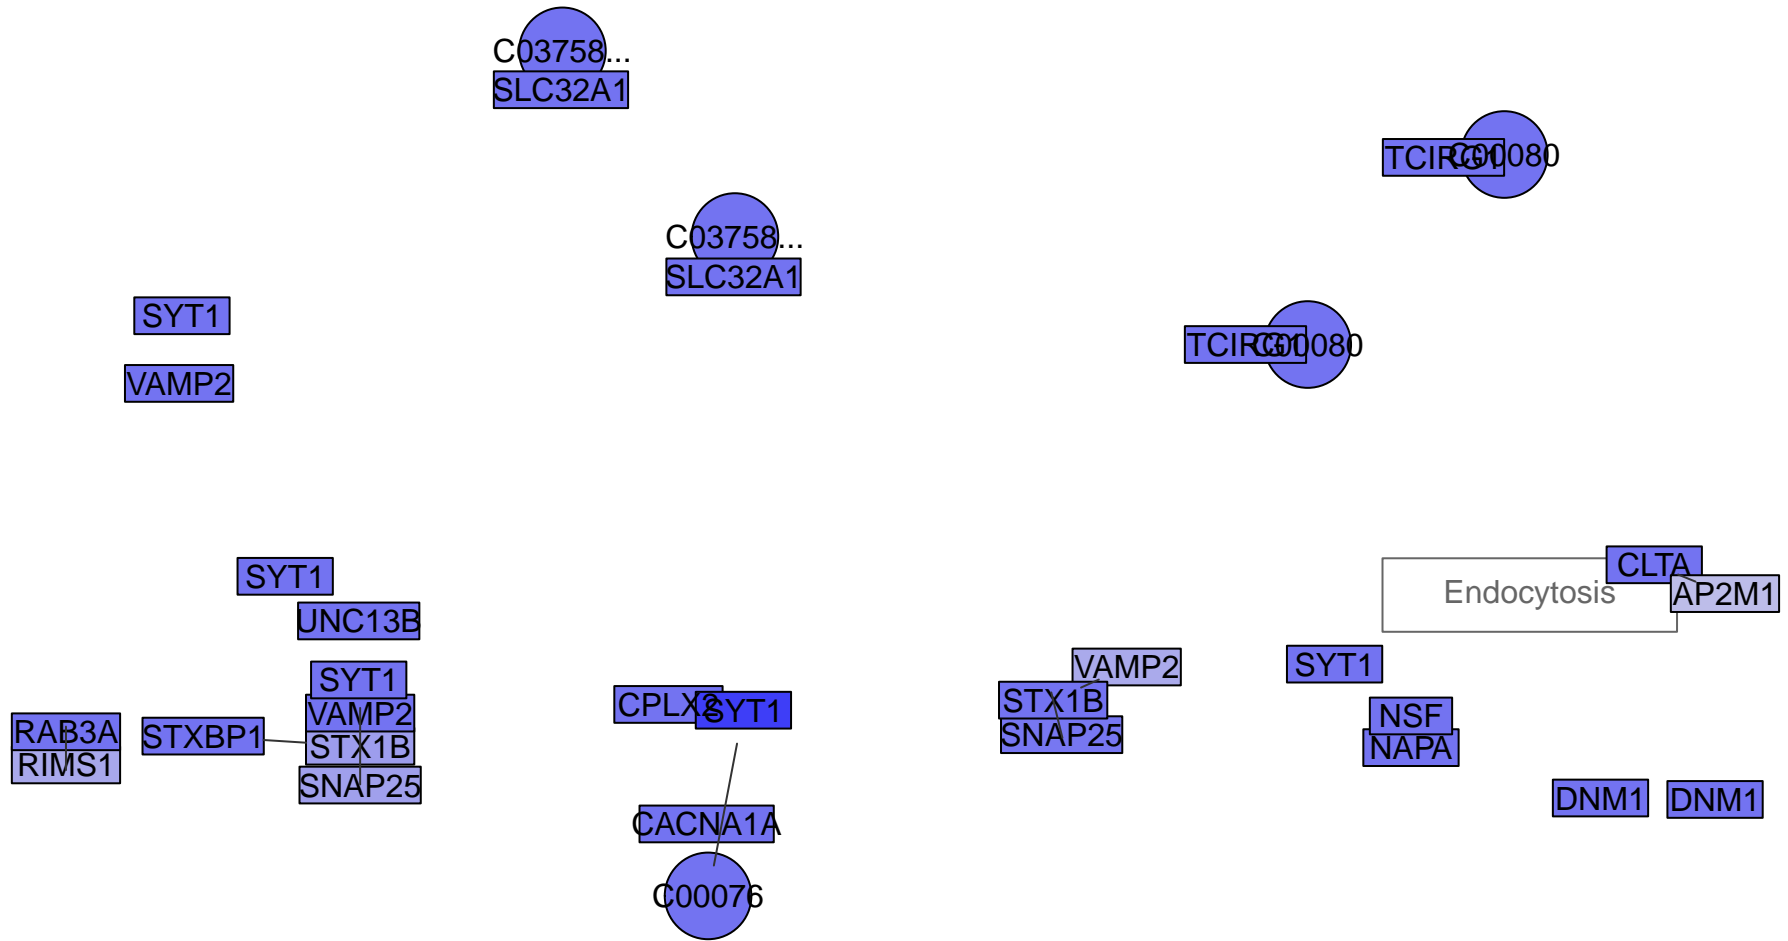 C03758...
SLC32A1
TCIRG1
C00080
C03758...
SLC32A1
SYT1
TCIRG1
C00080
VAMP2
SYT1
CLTA
Endocytosis
AP2M1
UNC13B
SYT1
VAMP2
SYT1
CPLX2
SYT1
STX1B
VAMP2
NSF
RAB3A
STXBP1
STX1B
SNAP25
NAPA
RIMS1
SNAP25
DNM1
DNM1
CACNA1A
C00076